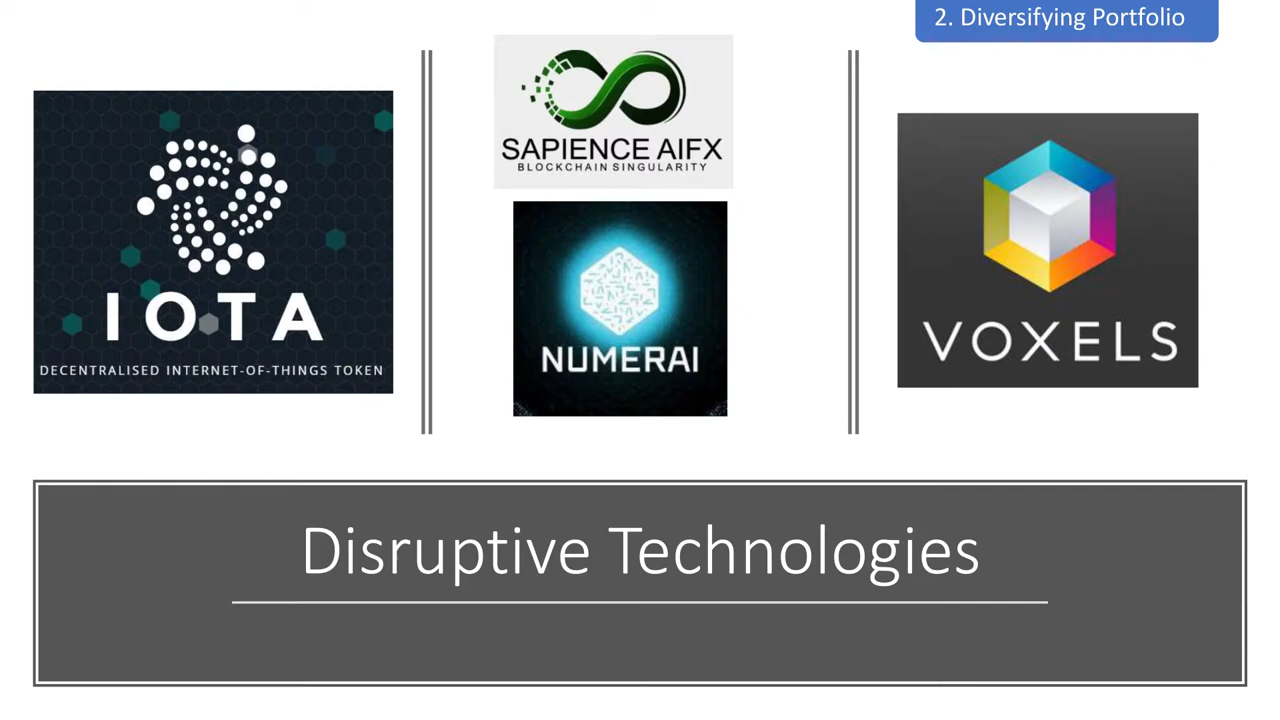 2. Diversifying Portfolio
IOTA
DECENTRALISED INTERNET-OF-THINGS TOKEN
SAPIENCE AIFX
BLOCKCHAIN SINGULARITY
NUMERAI
VOXELS
Disruptive Technologies